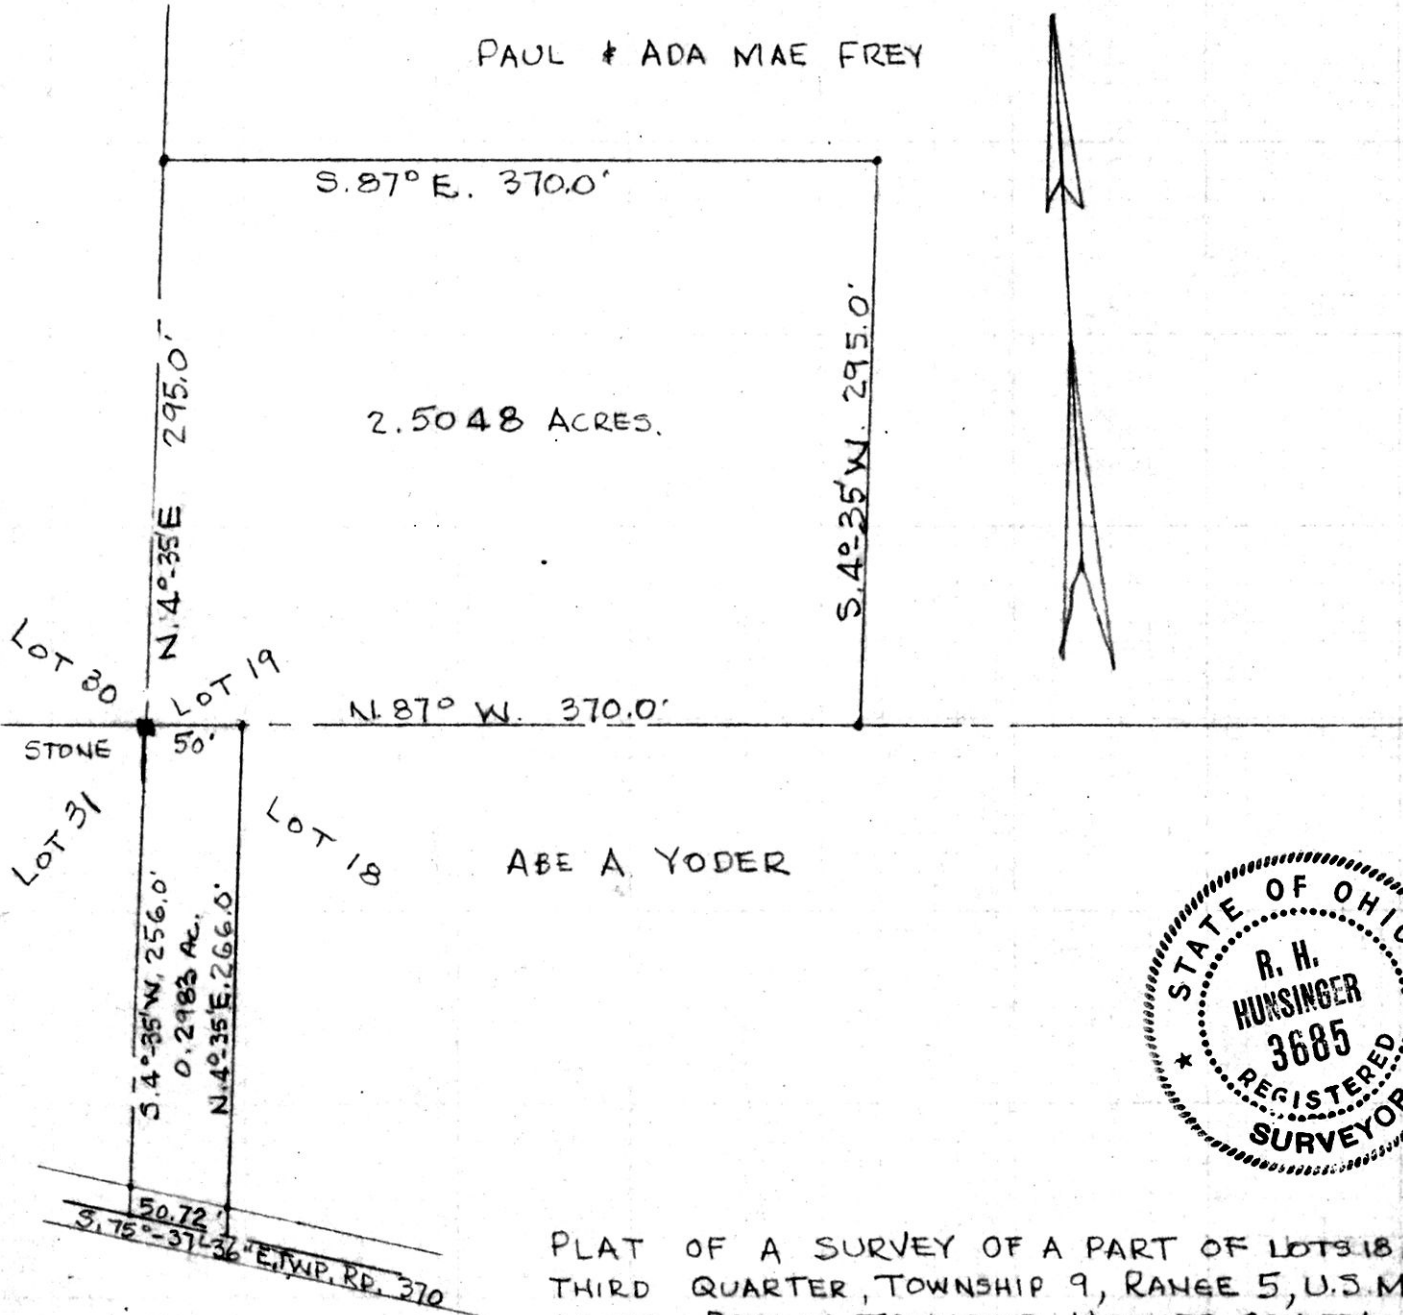 PAUL & ADA MAE FREY
S. 87° E. 370.0'
N. 4°-35' E 295.0'
2.5048 ACRES.
S. 4°-35' W. 295.0'
LOT 30
LOT 19
N. 87° W. 370.0'
STONE
50'
LOT 31
LOT 18
ABE A YODER
S. 4°-35' W. 256.0'
0.2983 Ac.
N. 4°-35' E. 266.0'
50.72'
S. 75°-37'-36" E. TWP. RD. 370
STATE OF OHIO
R. H.
HUNSINGER
3685
REGISTERED
SURVEYOR
PLAT OF A SURVEY OF A PART OF LOTS 18
THIRD QUARTER, TOWNSHIP 9, RANGE 5, U.S.M